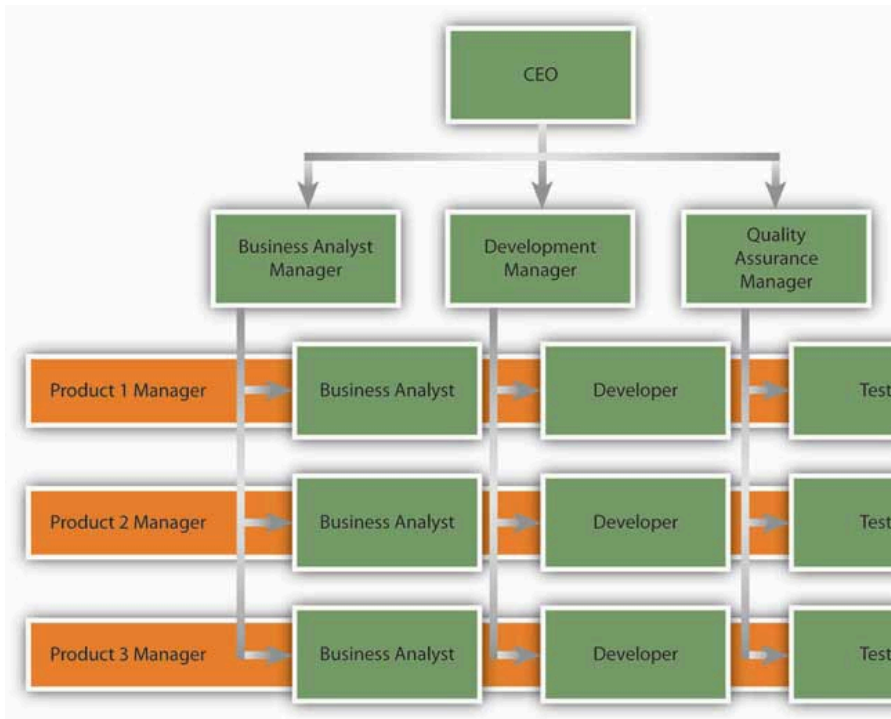 CEO
Business Analyst
Manager
Development
Manager
Quality
Assurance
Manager
Product 1 Manager
Business Analyst
Developer
Test
Product 2 Manager
Business Analyst
Developer
Test
Product 3 Manager
Business Analyst
Developer
Test